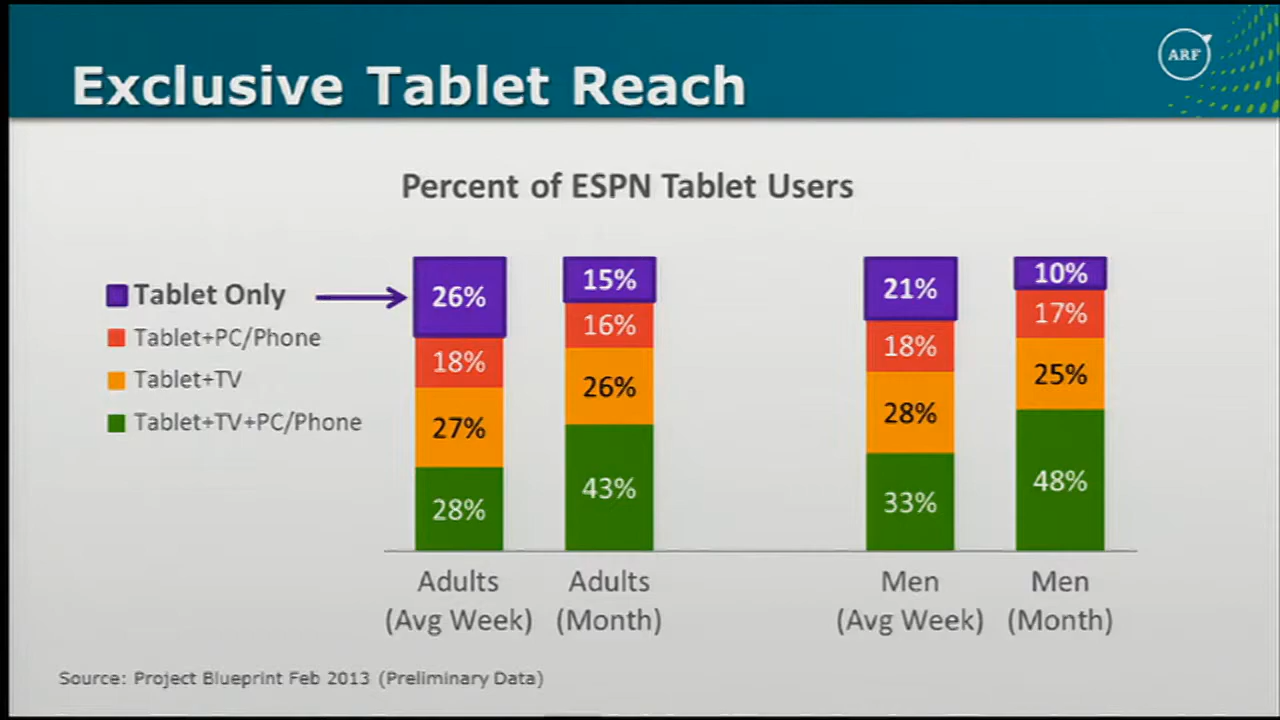 ARF
Exclusive Tablet Reach
Percent of ESPN Tablet Users
Tablet Only
Tablet+PC/Phone
Tablet+TV
Tablet+TV+PC/Phone
26%
18%
27%
28%
15%
16%
26%
43%
21%
18%
28%
33%
10%
17%
25%
48%
Adults
(Avg Week)
Adults
(Month)
Men
(Avg Week)
Men
(Month)
Source: Project Blueprint Feb 2013 (Preliminary Data)